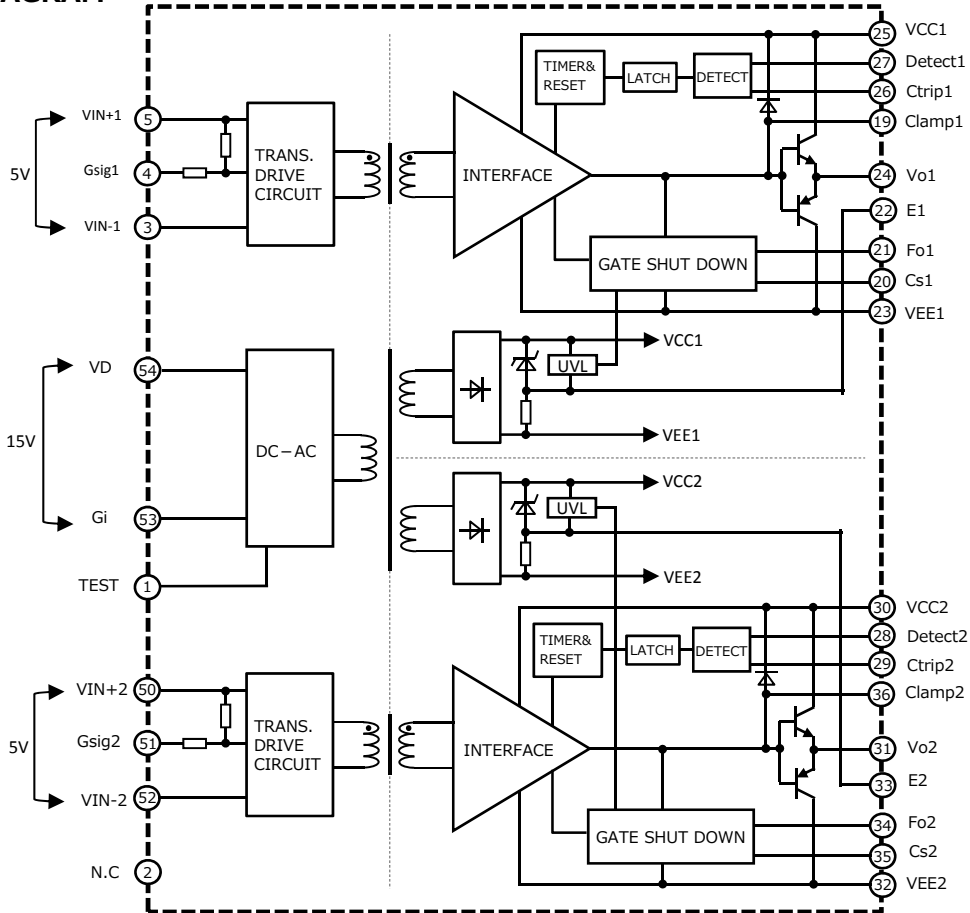 VIN+1
5
5V
Gsig1
4
VIN-1
3
TRANS.
DRIVE
CIRCUIT
INTERFACE
TIMER&
RESET
LATCH
DETECT
GATE SHUT DOWN
25
VCC1
27
Detect1
26
Ctrip1
19
Clamp1
24
Vo1
22
E1
21
Fo1
20
Cs1
23
VEE1
VD
54
15V
Gi
53
TEST
1
DC−AC
VCC1
UVL
VEE1
VCC2
UVL
VEE2
VIN+2
50
5V
Gsig2
51
VIN-2
52
N.C
2
TRANS.
DRIVE
CIRCUIT
INTERFACE
TIMER&
RESET
LATCH
DETECT
GATE SHUT DOWN
30
VCC2
28
Detect2
29
Ctrip2
36
Clamp2
31
Vo2
33
E2
34
Fo2
35
Cs2
32
VEE2